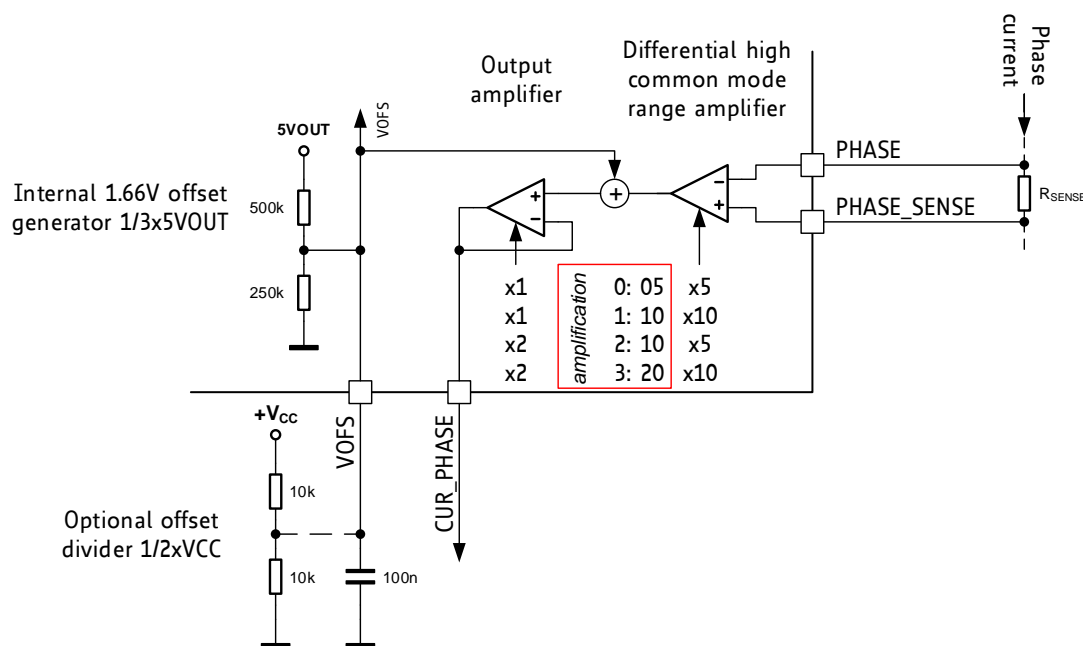 Output
amplifier
Differential high
common mode
range amplifier
Phase
current
VOFS
5VOUT
PHASE
Internal 1.66V offset
generator 1/3x5VOUT
500k
+
-
+
-
+
RSENSE
PHASE_SENSE
250k
x1 0: 05 x5
x1 1: 10 x10
x2 2: 10 x5
x2 3: 20 x10
amplification
+VCC
VOFS
CUR_PHASE
10k
Optional offset
divider 1/2xVCC
10k
100n